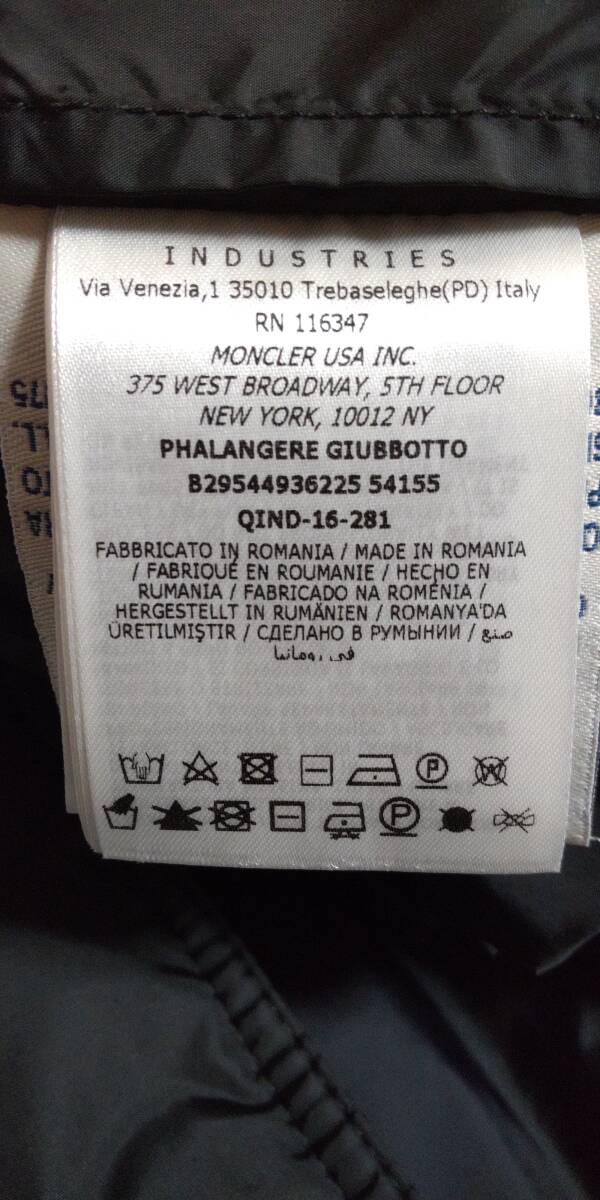 INDUSTRIES
Via Venezia,1 35010 Trebaseleghe(PD) Italy
RN 116347
MONCLER USA INC.
375 WEST BROADWAY, 5TH FLOOR
NEW YORK, 10012 NY
PHALANGERE GIUBBOTTO
B29544936225 54155
QIND-16-281
FABBRICATO IN ROMANIA / MADE IN ROMANIA
/ FABRIQUÉ EN ROUMANIE / HECHO EN
RUMANIA / FABRICADO NA ROMÉNIA /
HERGESTELLT IN RUMÄNIEN / ROMANYA'DA
ÜRETILMIŞTIR / СДЕЛАНО В РУМЫНИИ / صنع
في رومانيا
P W
P